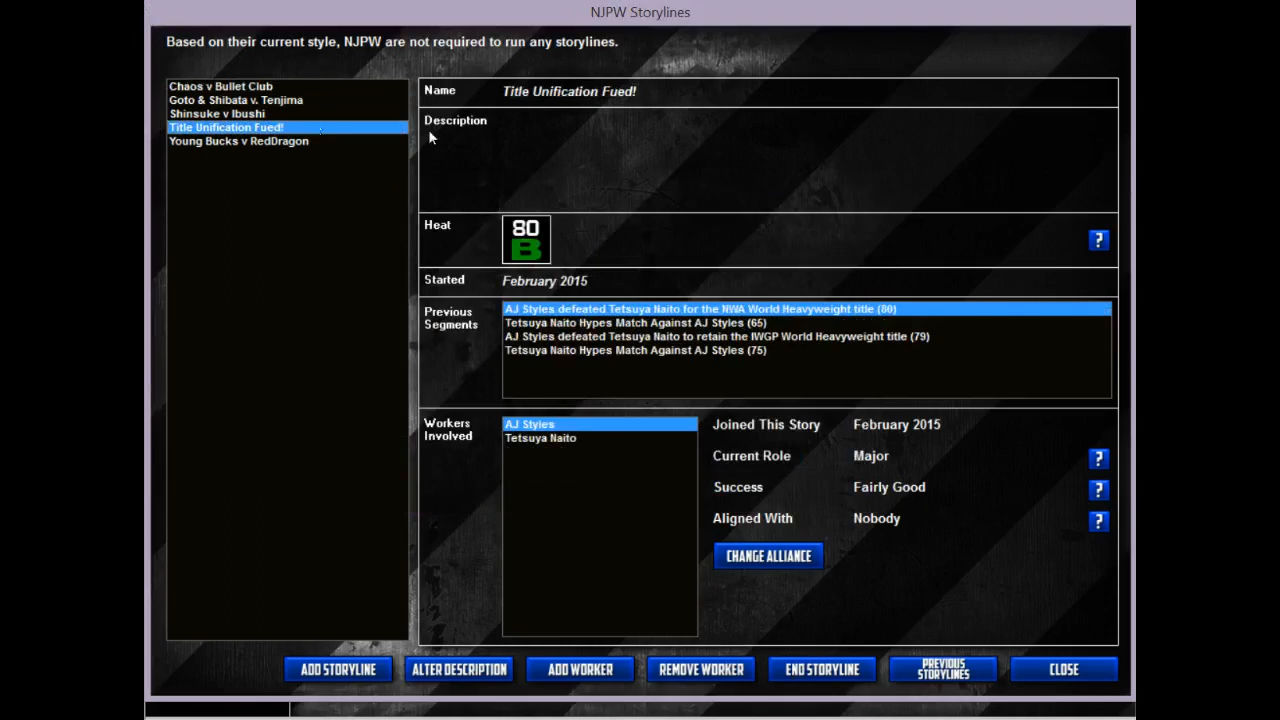 NJPW Storylines
Based on their current style, NJPW are not required to run any storylines.
Chaos v Bullet Club
Goto & Shibata v. Tenjima
Shinsuke v Ibushi
Title Unification Fued!
Young Bucks v RedDragon
Name
Title Unification Fued!
Description
Heat
80
B
?
Started
February 2015
Previous
Segments
AJ Styles defeated Tetsuya Naito for the NWA World Heavyweight title (80)
Tetsuya Naito Hypes Match Against AJ Styles (65)
AJ Styles defeated Tetsuya Naito to retain the IWGP World Heavyweight title (79)
Tetsuya Naito Hypes Match Against AJ Styles (75)
Workers
Involved
AJ Styles
Tetsuya Naito
Joined This Story
February 2015
Current Role
Major
?
Success
Fairly Good
?
Aligned With
Nobody
?
CHANGE ALLIANCE
ADD STORYLINE
ALTER DESCRIPTION
ADD WORKER
REMOVE WORKER
END STORYLINE
PREVIOUS
STORYLINES
CLOSE